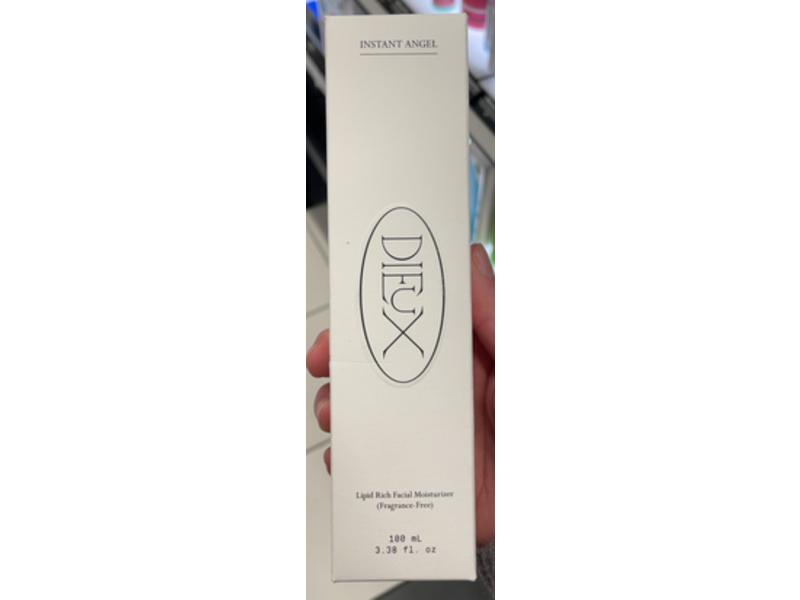 INSTANT ANGEL
DIEUX
Lipid Rich Facial Moisturizer
(Fragrance-Free)
100 mL
3.38 fl. oz